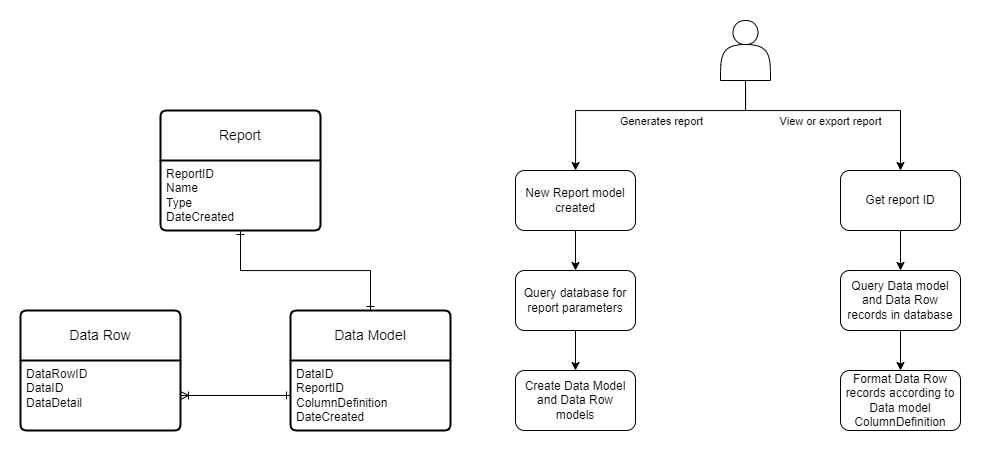 Report
ReportID
Name
Type
DateCreated
Data Row
DataRowID
DataID
DataDetail
Data Model
DataID
ReportID
ColumnDefinition
DateCreated
Generates report
View or export report
New Report model
created
Query database for
report parameters
Create Data Model
and Data Row
models
Get report ID
Query Data model
and Data Row
records in database
Format Data Row
records according to
Data model
ColumnDefinition